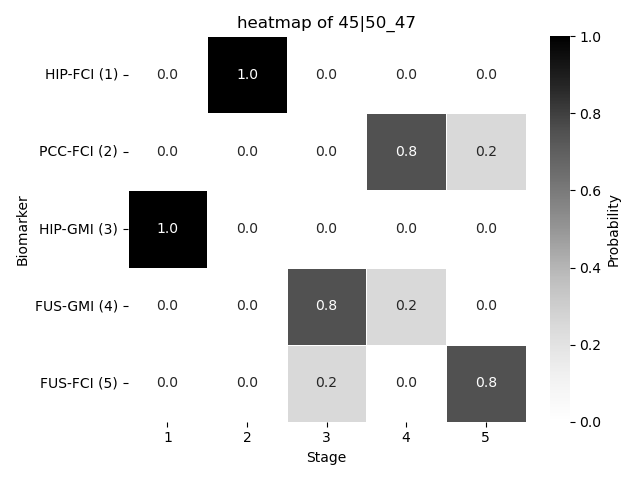 heatmap of 45|50_47
HIP-FCI (1) 0.0 1.0 0.0 0.0 0.0
PCC-FCI (2) 0.0 0.0 0.0 0.8 0.2
HIP-GMI (3) 1.0 0.0 0.0 0.0 0.0
FUS-GMI (4) 0.0 0.0 0.8 0.2 0.0
FUS-FCI (5) 0.0 0.0 0.2 0.0 0.8
1 2 3 4 5
Stage
Biomarker
1.0
0.8
0.6
0.4
0.2
0.0
Probability